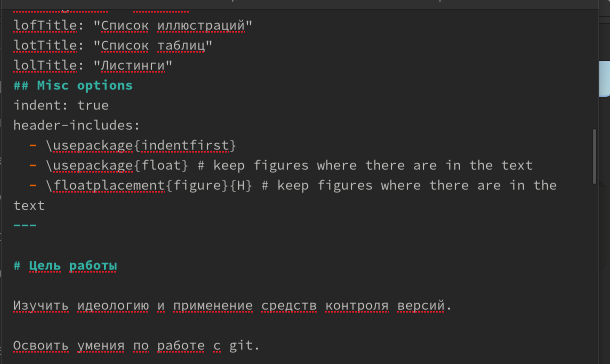 lofTitle: "Список иллюстраций"
lotTitle: "Список таблиц"
lolTitle: "Листинги"
## Misc options
indent: true
header-includes:
  - \usepackage{indentfirst}
  - \usepackage{float} # keep figures where there are in the text
  - \floatplacement{figure}{H} # keep figures where there are in the
text
---
# Цель работы
Изучить идеологию и применение средств контроля версий.
Освоить умения по работе с git.